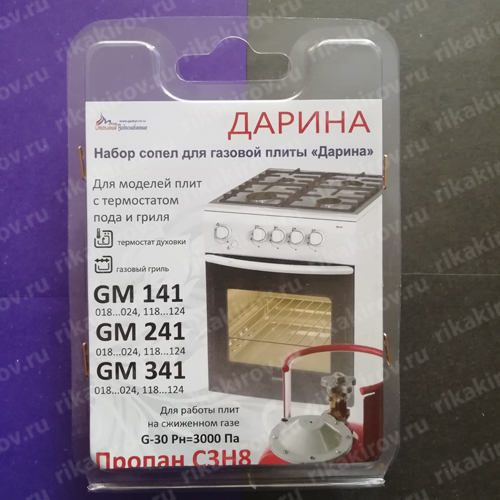 ДАРИНА
Набор сопел для газовой плиты «Дарина»
Для моделей плит
с термостатом
пода и гриля
термостат духовки
газовый гриль
GM 141
018...024, 118...124
GM 241
018...024, 118...124
GM 341
018...024, 118...124
Для работы плит
на сжиженом газе
G-30 Рн=3000 Па
Пропан С3Н8
rikakirov.ru